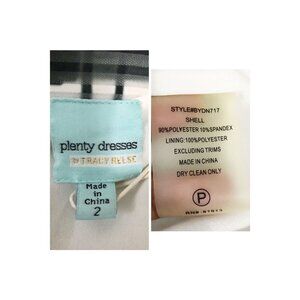 plenty dresses
by TRACY REESE
Made
in
China
2
STYLE#BYDN717
SHELL
90%POLYESTER 10%SPANDEX
LINING:100%POLYESTER
EXCLUDING TRIMS
MADE IN CHINA
DRY CLEAN ONLY
P